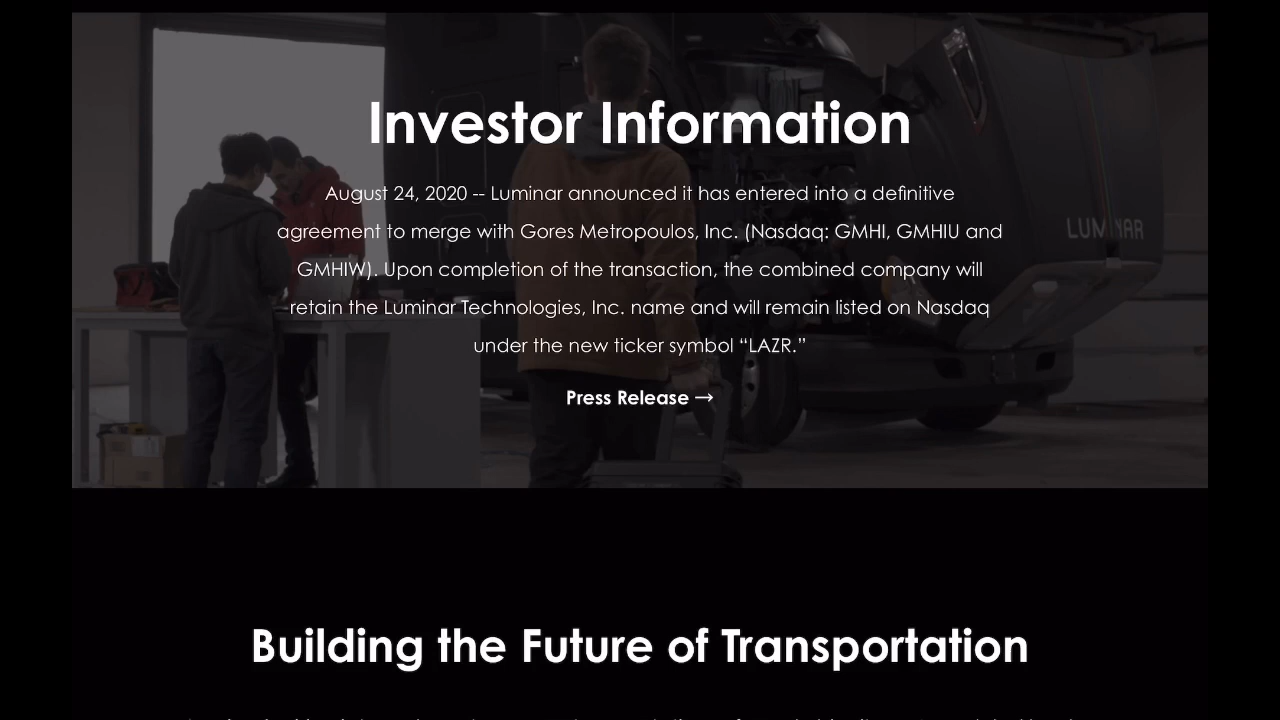 Investor Information
August 24, 2020 -- Luminar announced it has entered into a definitive
agreement to merge with Gores Metropoulos, Inc. (Nasdaq: GMHI, GMHIU and
GMHIW). Upon completion of the transaction, the combined company will
retain the Luminar Technologies, Inc. name and will remain listed on Nasdaq
under the new ticker symbol “LAZR.”
Press Release →
LUMINAR
Building the Future of Transportation